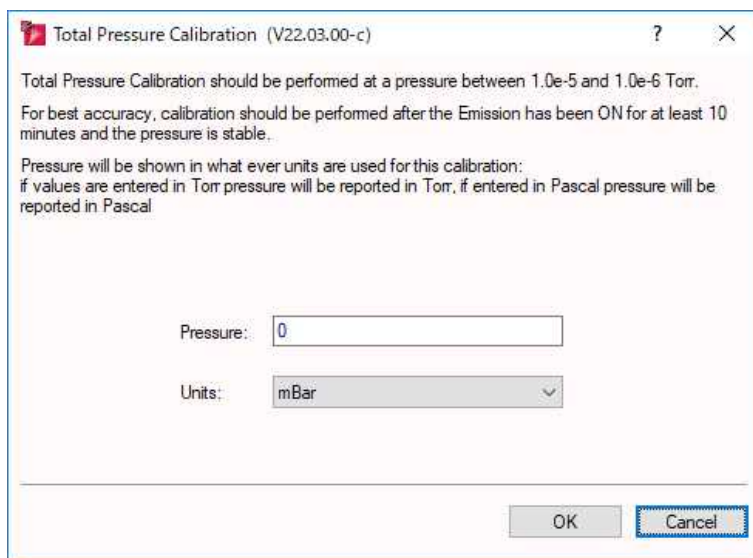 Total Pressure Calibration (V22.03.00-c)
Total Pressure Calibration should be performed at a pressure between 1.0e-5 and 1.0e-6 Torr.
For best accuracy, calibration should be performed after the Emission has been ON for at least 10
minutes and the pressure is stable.
Pressure will be shown in what ever units are used for this calibration:
if values are entered in Torr pressure will be reported in Torr, if entered in Pascal pressure will be
reported in Pascal
Pressure: 0
Units: mBar
OK Cancel